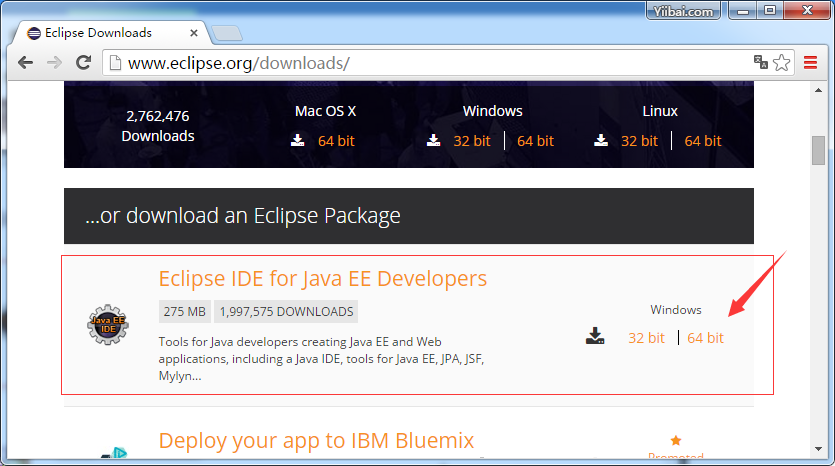 Yiibai.com
Eclipse Downloads
www.eclipse.org/downloads/
2,762,476
Downloads
Mac OS X
64 bit
Windows
32 bit
64 bit
Linux
32 bit
64 bit
...or download an Eclipse Package
Java EE
IDE
Eclipse IDE for Java EE Developers
275 MB
1,997,575 DOWNLOADS
Tools for Java developers creating Java EE and Web
applications, including a Java IDE, tools for Java EE, JPA, JSF,
Mylyn...
Windows
32 bit
64 bit
Deploy your app to IBM Bluemix
Promoted